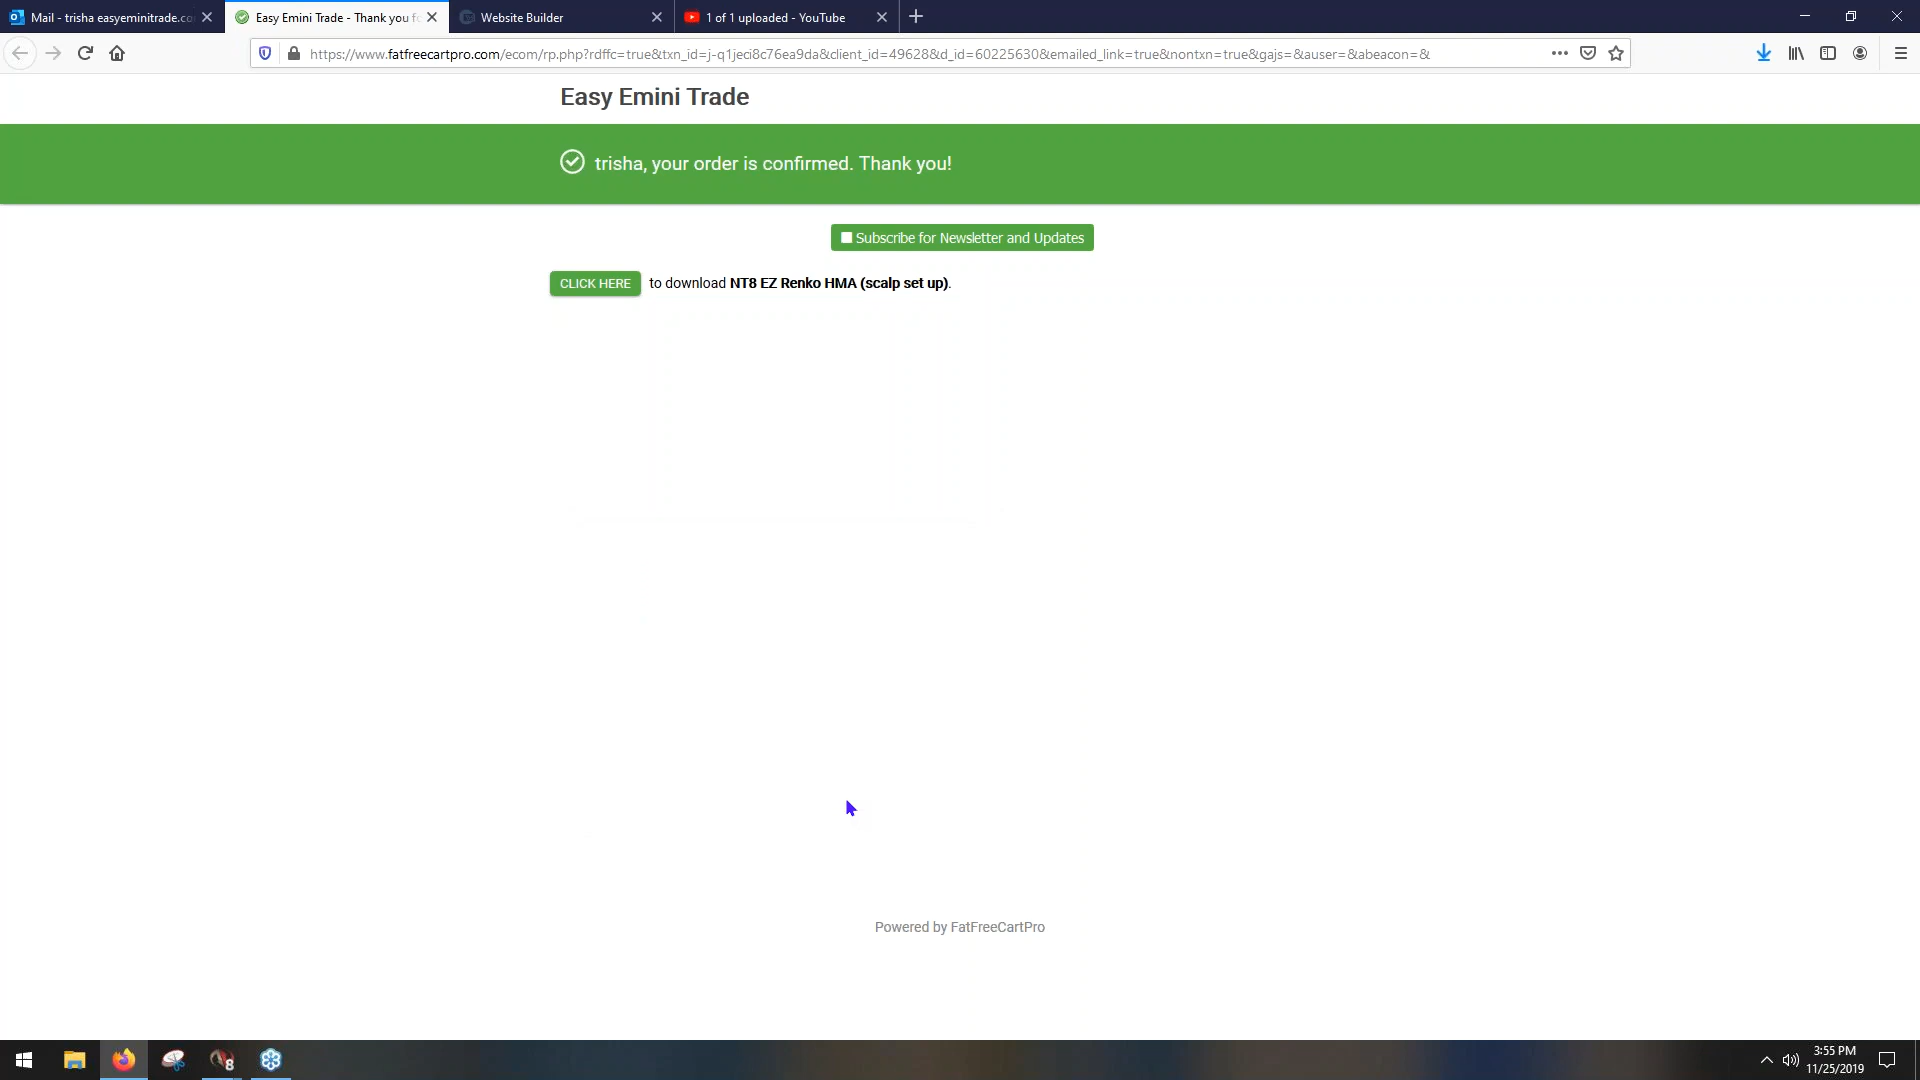 Mail - trisha easyeminitrade.co
Easy Emini Trade - Thank you fo
Website Builder
1 of 1 uploaded - YouTube
https://www.fatfreecartpro.com/ecom/rp.php?rdffc=true&txn_id=j-q1jeci8c76ea9da&client_id=49628&d_id=60225630&emailed_link=true&nontxn=true&gajs=&auser=&abeacon=&
Easy Emini Trade
trisha, your order is confirmed. Thank you!
Subscribe for Newsletter and Updates
CLICK HERE to download NT8 EZ Renko HMA (scalp set up).
Powered by FatFreeCartPro
8
3:55 PM
11/25/2019